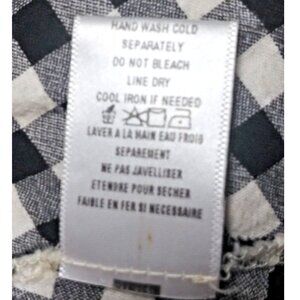 HAND WASH COLD
SEPARATELY
DO NOT BLEACH
LINE DRY
COOL IRON IF NEEDED
LAVER A LA MAIN EAU FROIS
SEPAREMENT
NE PAS JAVELLISER
ETENDRE POUR SECHER
FAIBLE EN FER SI NECESSAIRE